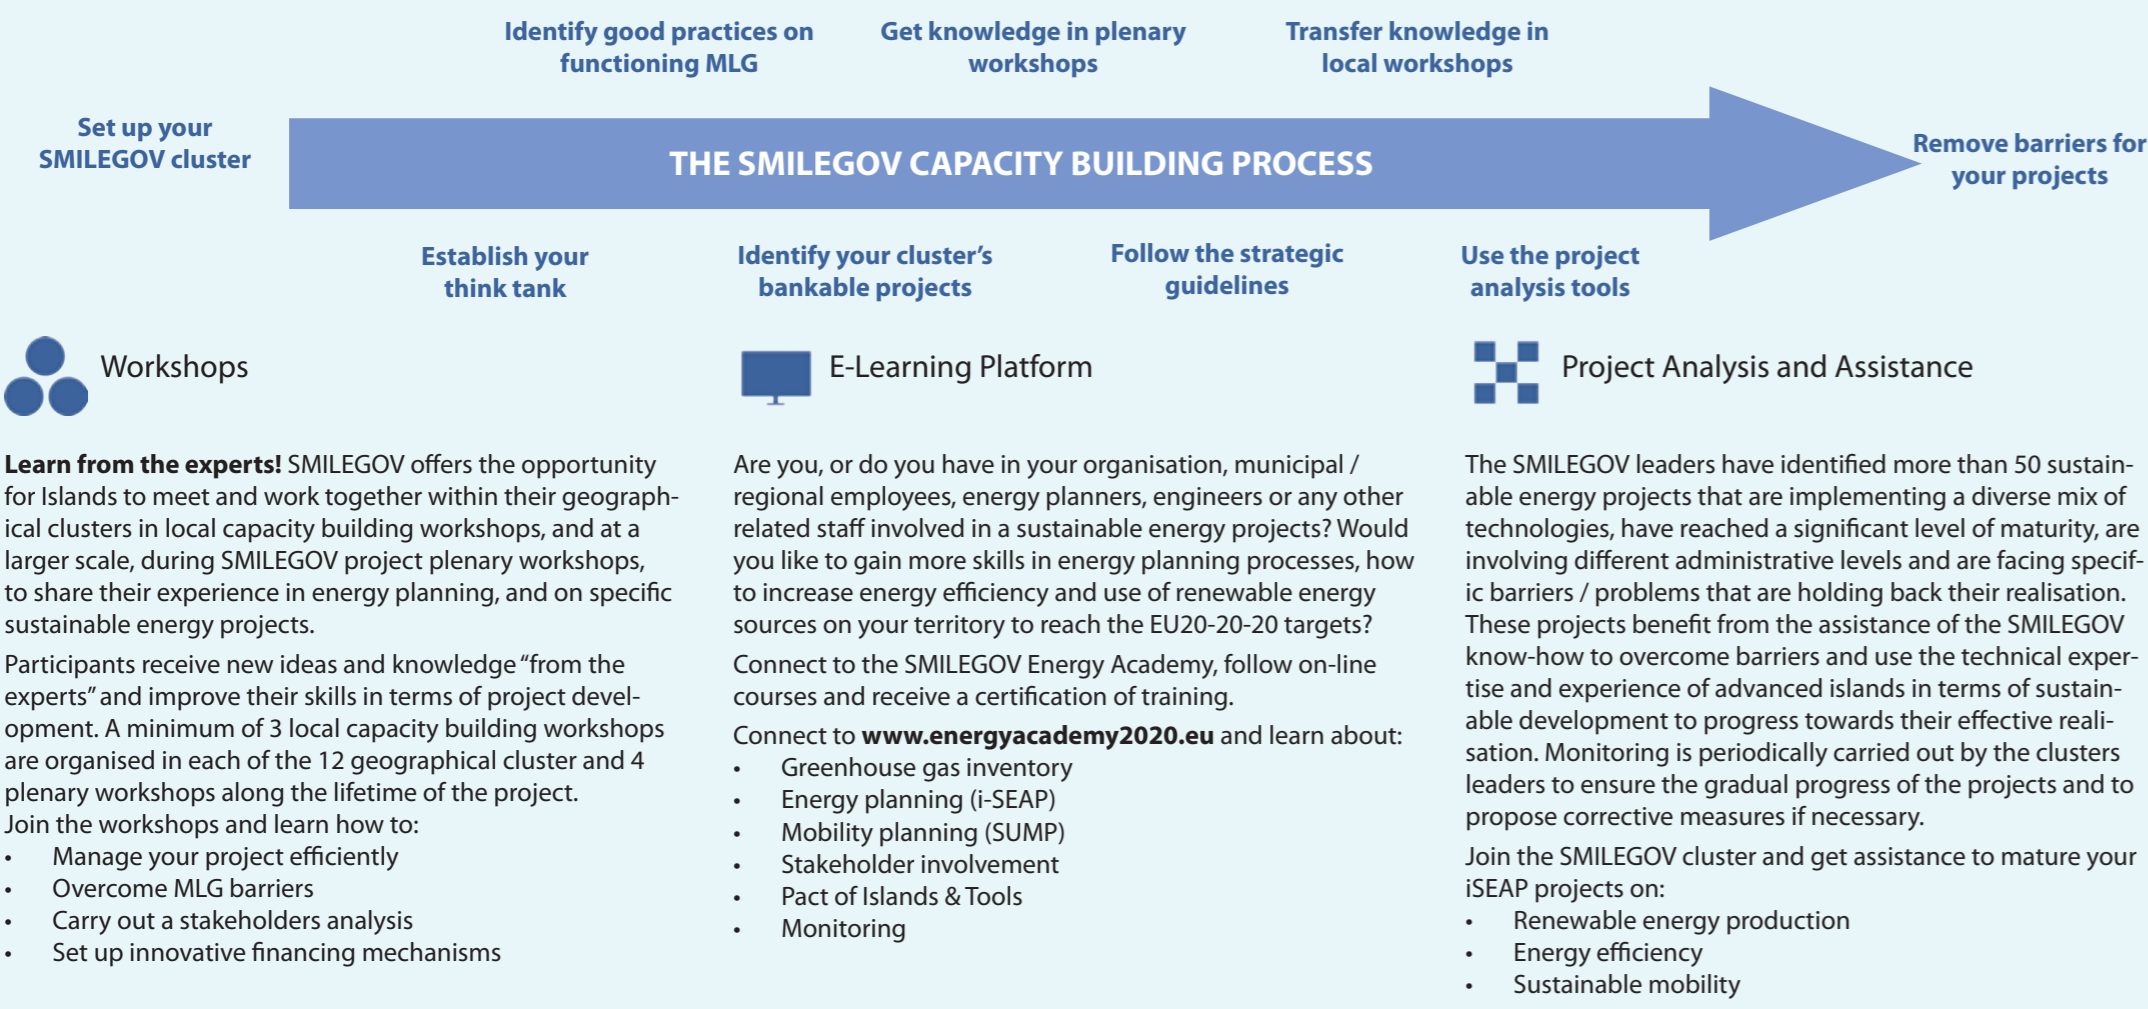 Identify good practices on
functioning MLG
Get knowledge in plenary
workshops
Transfer knowledge in
local workshops
Set up your
SMILEGOV cluster
THE SMILEGOV CAPACITY BUILDING PROCESS
Remove barriers for
your projects
Establish your
think tank
Identify your cluster’s
bankable projects
Follow the strategic
guidelines
Use the project
analysis tools
Workshops
Learn from the experts! SMILEGOV offers the opportunity
for Islands to meet and work together within their geograph-
ical clusters in local capacity building workshops, and at a
larger scale, during SMILEGOV project plenary workshops,
to share their experience in energy planning, and on specific
sustainable energy projects.
Participants receive new ideas and knowledge “from the
experts” and improve their skills in terms of project devel-
opment. A minimum of 3 local capacity building workshops
are organised in each of the 12 geographical cluster and 4
plenary workshops along the lifetime of the project.
Join the workshops and learn how to:
• Manage your project efficiently
• Overcome MLG barriers
• Carry out a stakeholders analysis
• Set up innovative financing mechanisms
E-Learning Platform
Are you, or do you have in your organisation, municipal /
regional employees, energy planners, engineers or any other
related staff involved in a sustainable energy projects? Would
you like to gain more skills in energy planning processes, how
to increase energy efficiency and use of renewable energy
sources on your territory to reach the EU20-20-20 targets?
Connect to the SMILEGOV Energy Academy, follow on-line
courses and receive a certification of training.
Connect to www.energyacademy2020.eu and learn about:
• Greenhouse gas inventory
• Energy planning (i-SEAP)
• Mobility planning (SUMP)
• Stakeholder involvement
• Pact of Islands & Tools
• Monitoring
Project Analysis and Assistance
The SMILEGOV leaders have identified more than 50 sustain-
able energy projects that are implementing a diverse mix of
technologies, have reached a significant level of maturity, are
involving different administrative levels and are facing specif-
ic barriers / problems that are holding back their realisation.
These projects benefit from the assistance of the SMILEGOV
know-how to overcome barriers and use the technical exper-
tise and experience of advanced islands in terms of sustain-
able development to progress towards their effective reali-
sation. Monitoring is periodically carried out by the clusters
leaders to ensure the gradual progress of the projects and to
propose corrective measures if necessary.
Join the SMILEGOV cluster and get assistance to mature your
iSEAP projects on:
• Renewable energy production
• Energy efficiency
• Sustainable mobility